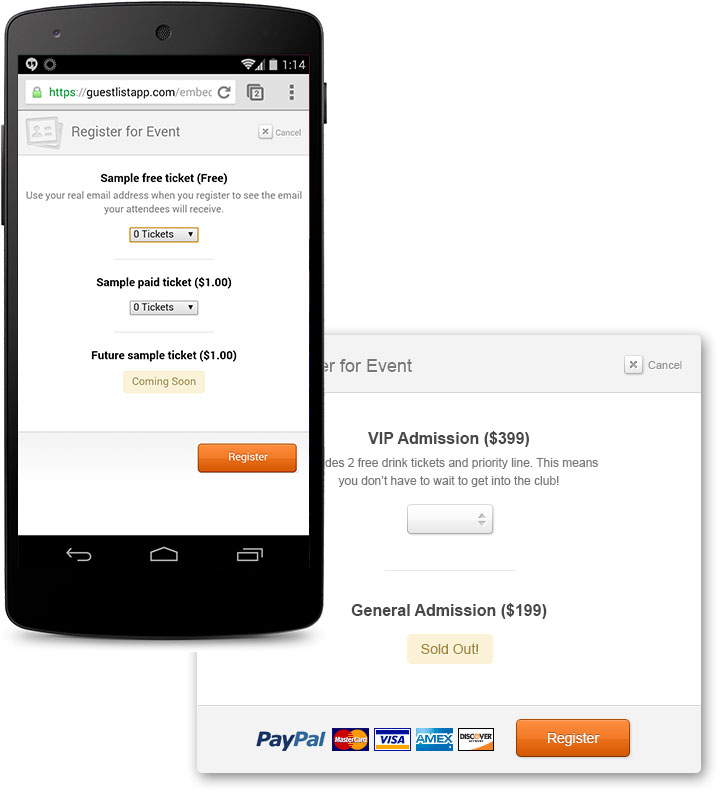 1:14
https://guestlistapp.com/embec
2
Register for Event
Cancel
Sample free ticket (Free)
Use your real email address when you register to see the email
your attendees will receive.
0 Tickets
Sample paid ticket ($1.00)
0 Tickets
Future sample ticket ($1.00)
Coming Soon
Register
er for Event
Cancel
VIP Admission ($399)
des 2 free drink tickets and priority line. This means
you don't have to wait to get into the club!
General Admission ($199)
Sold Out!
PayPal MasterCard VISA AMEX DISCOVER
Register